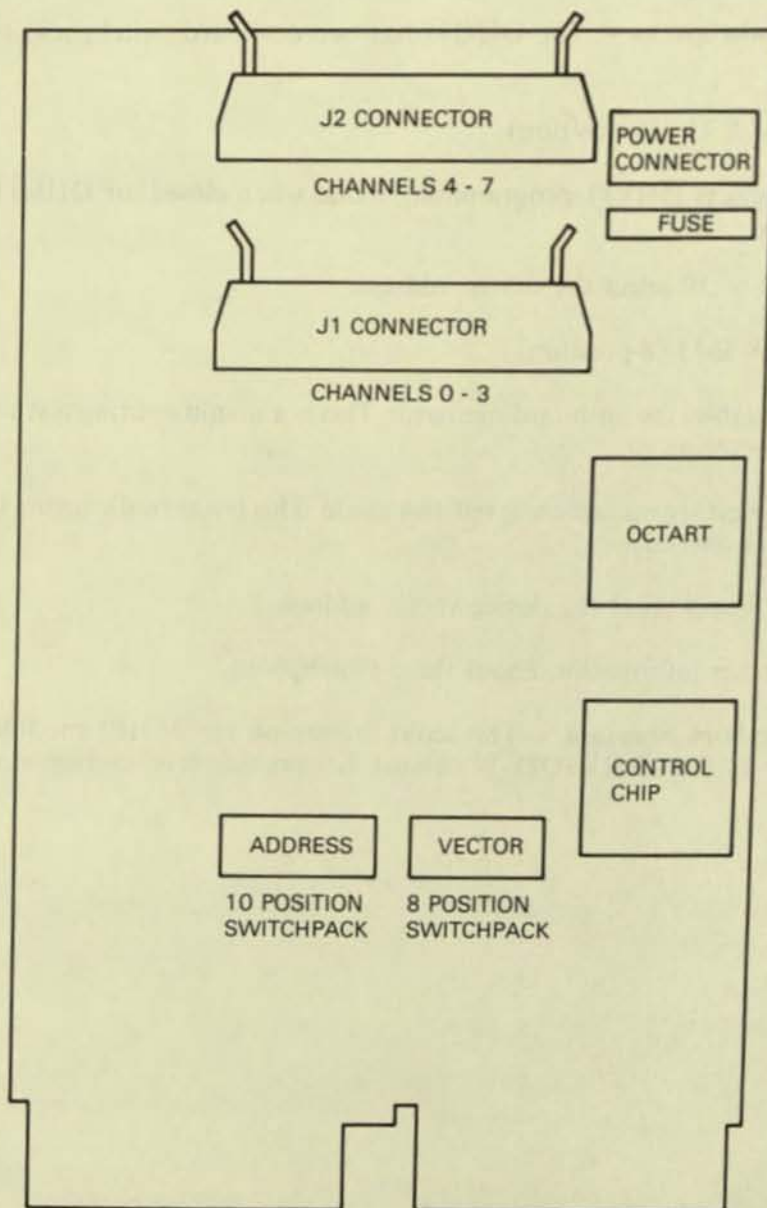 J2 CONNECTOR
CHANNELS 4 - 7
POWER
CONNECTOR
FUSE
J1 CONNECTOR
CHANNELS 0 - 3
OCTART
CONTROL
CHIP
ADDRESS
VECTOR
10 POSITION
SWITCHPACK
8 POSITION
SWITCHPACK